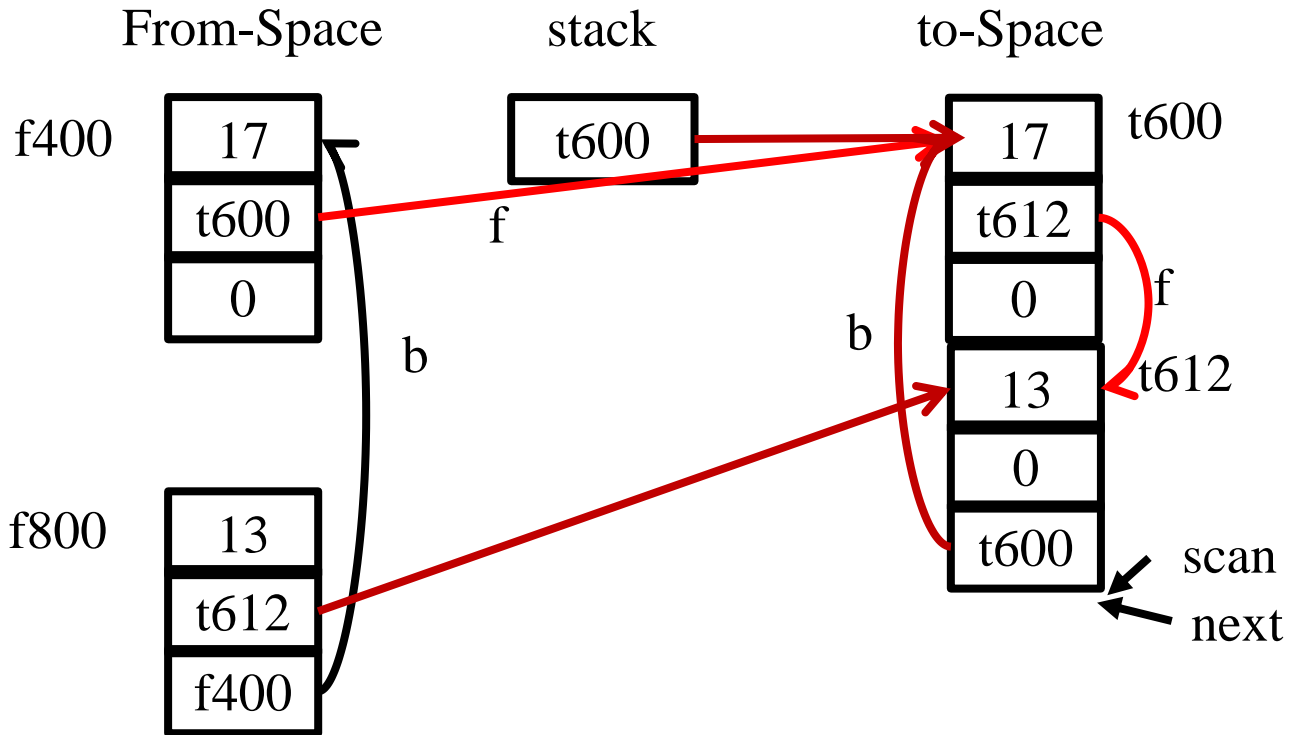 From-Space stack to-Space
f400 17 t600 17 t600
t600 t612
f
0 0 f
b b
13 t612
0
f800 13
t600 scan
t612
next
f400